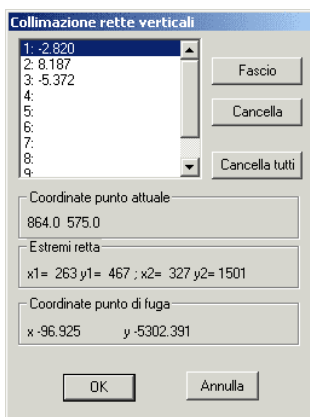 Collimazione rette verticali
1: -2.820
2: 8.187
3: -5.372
4:
5:
6:
7:
8:
9:
Fascio
Cancella
Cancella tutti
Coordinate punto attuale
864.0 575.0
Estremi retta
x1= 263 y1= 467 ; x2= 327 y2= 1501
Coordinate punto di fuga
x -96.925 y -5302.391
OK
Annulla